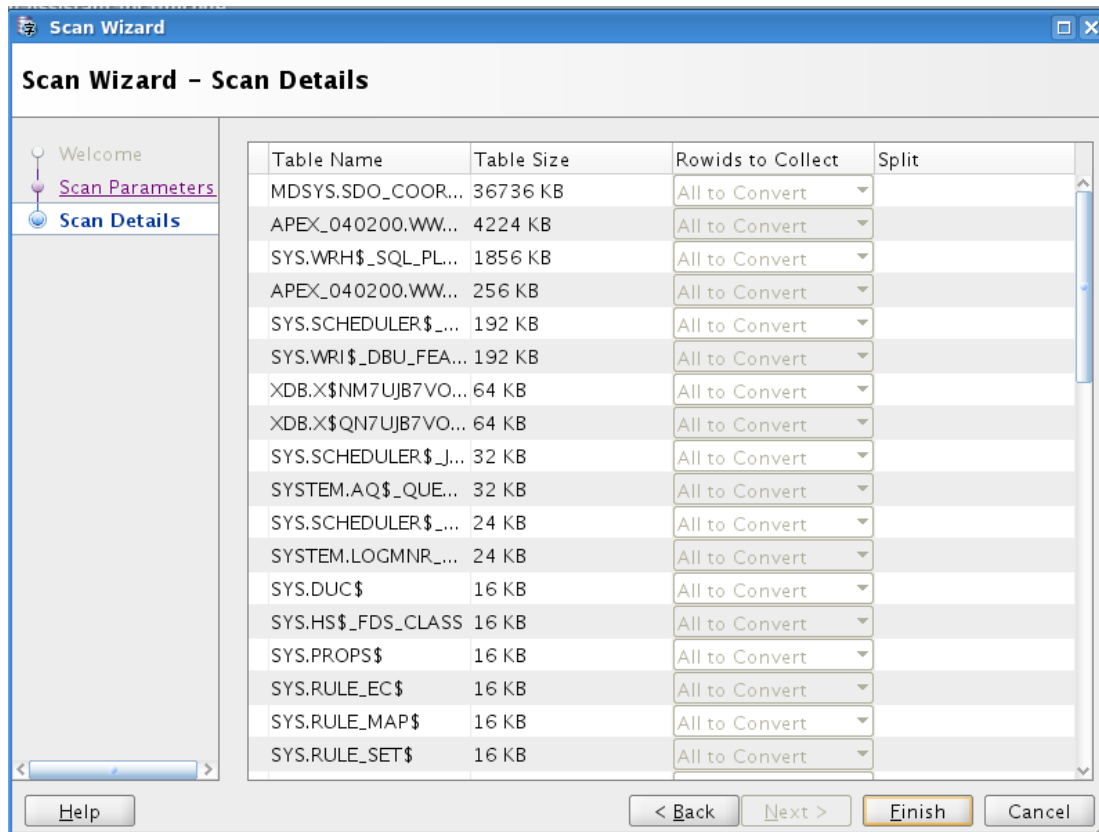 Scan Wizard
Scan Wizard – Scan Details
Welcome
Scan Parameters
Scan Details
Table Name Table Size Rowids to Collect Split
MDSYS.SDO_COOR... 36736 KB All to Convert
APEX_040200.WW... 4224 KB All to Convert
SYS.WRH$_SQL_PL... 1856 KB All to Convert
APEX_040200.WW... 256 KB All to Convert
SYS.SCHEDULER$_... 192 KB All to Convert
SYS.WRI$_DBU_FEA... 192 KB All to Convert
XDB.X$NM7UJB7VO... 64 KB All to Convert
XDB.X$QN7UJB7VO... 64 KB All to Convert
SYS.SCHEDULER$_J... 32 KB All to Convert
SYSTEM.AQ$_QUE... 32 KB All to Convert
SYS.SCHEDULER$_... 24 KB All to Convert
SYSTEM.LOGMNR_... 24 KB All to Convert
SYS.DUC$ 16 KB All to Convert
SYS.HS$_FDS_CLASS 16 KB All to Convert
SYS.PROPS$ 16 KB All to Convert
SYS.RULE_EC$ 16 KB All to Convert
SYS.RULE_MAP$ 16 KB All to Convert
SYS.RULE_SET$ 16 KB All to Convert
Help < Back Next > Finish Cancel